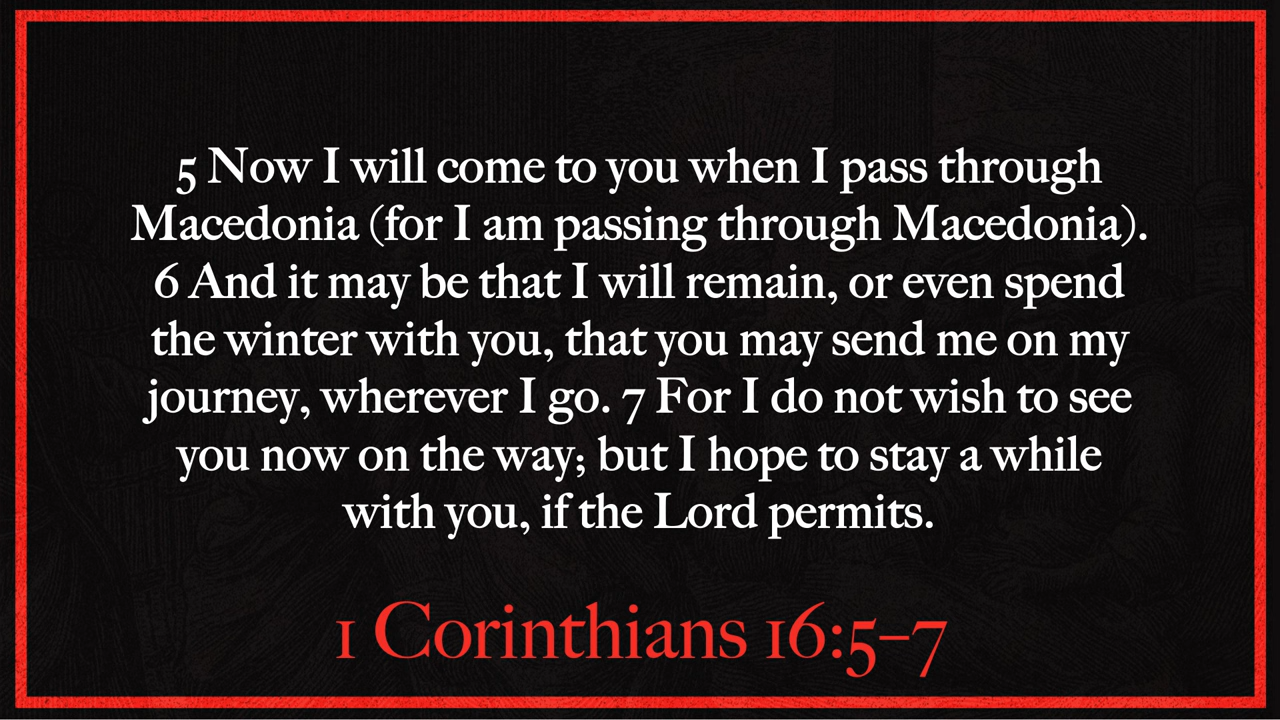 5 Now I will come to you when I pass through
Macedonia (for I am passing through Macedonia).
6 And it may be that I will remain, or even spend
the winter with you, that you may send me on my
journey, wherever I go. 7 For I do not wish to see
you now on the way; but I hope to stay a while
with you, if the Lord permits.
1 Corinthians 16:5–7